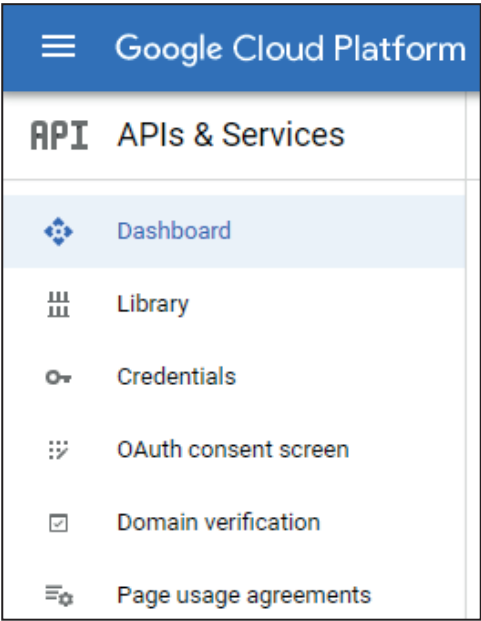 Google Cloud Platform
API APIs & Services
Dashboard
Library
Credentials
OAuth consent screen
Domain verification
Page usage agreements